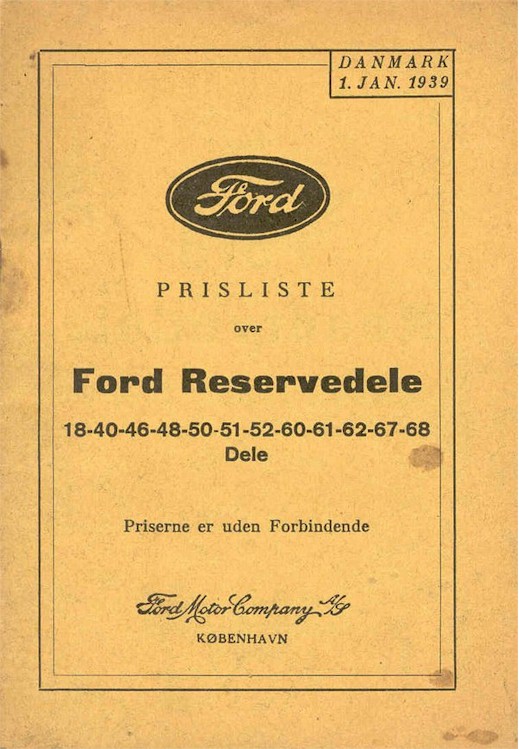 DANMARK
1. JAN. 1939
Ford
PRISLISTE
over
Ford Reservedele
18-40-46-48-50-51-52-60-61-62-67-68
Dele
Priserne er uden Forbindende
Ford Motor Company A/S
KØBENHAVN